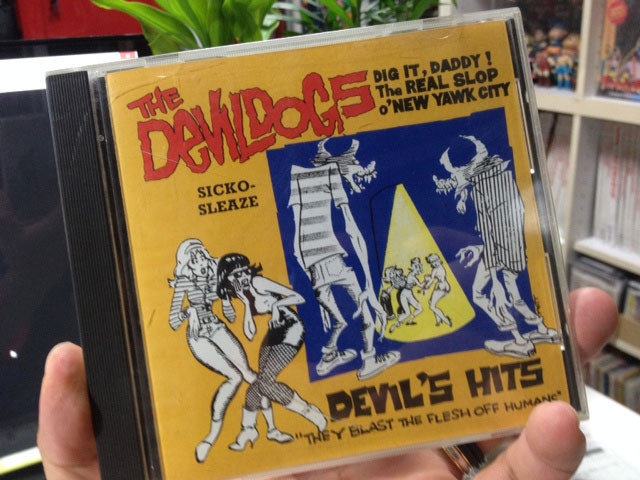 THE
DEVILDOGS
DIG IT, DADDY!
The REAL SLOP
o' NEW YAWK CITY
SICKO-
SLEAZE
DEVIL'S HITS
"THEY BLAST THE FLESH OFF HUMANS"